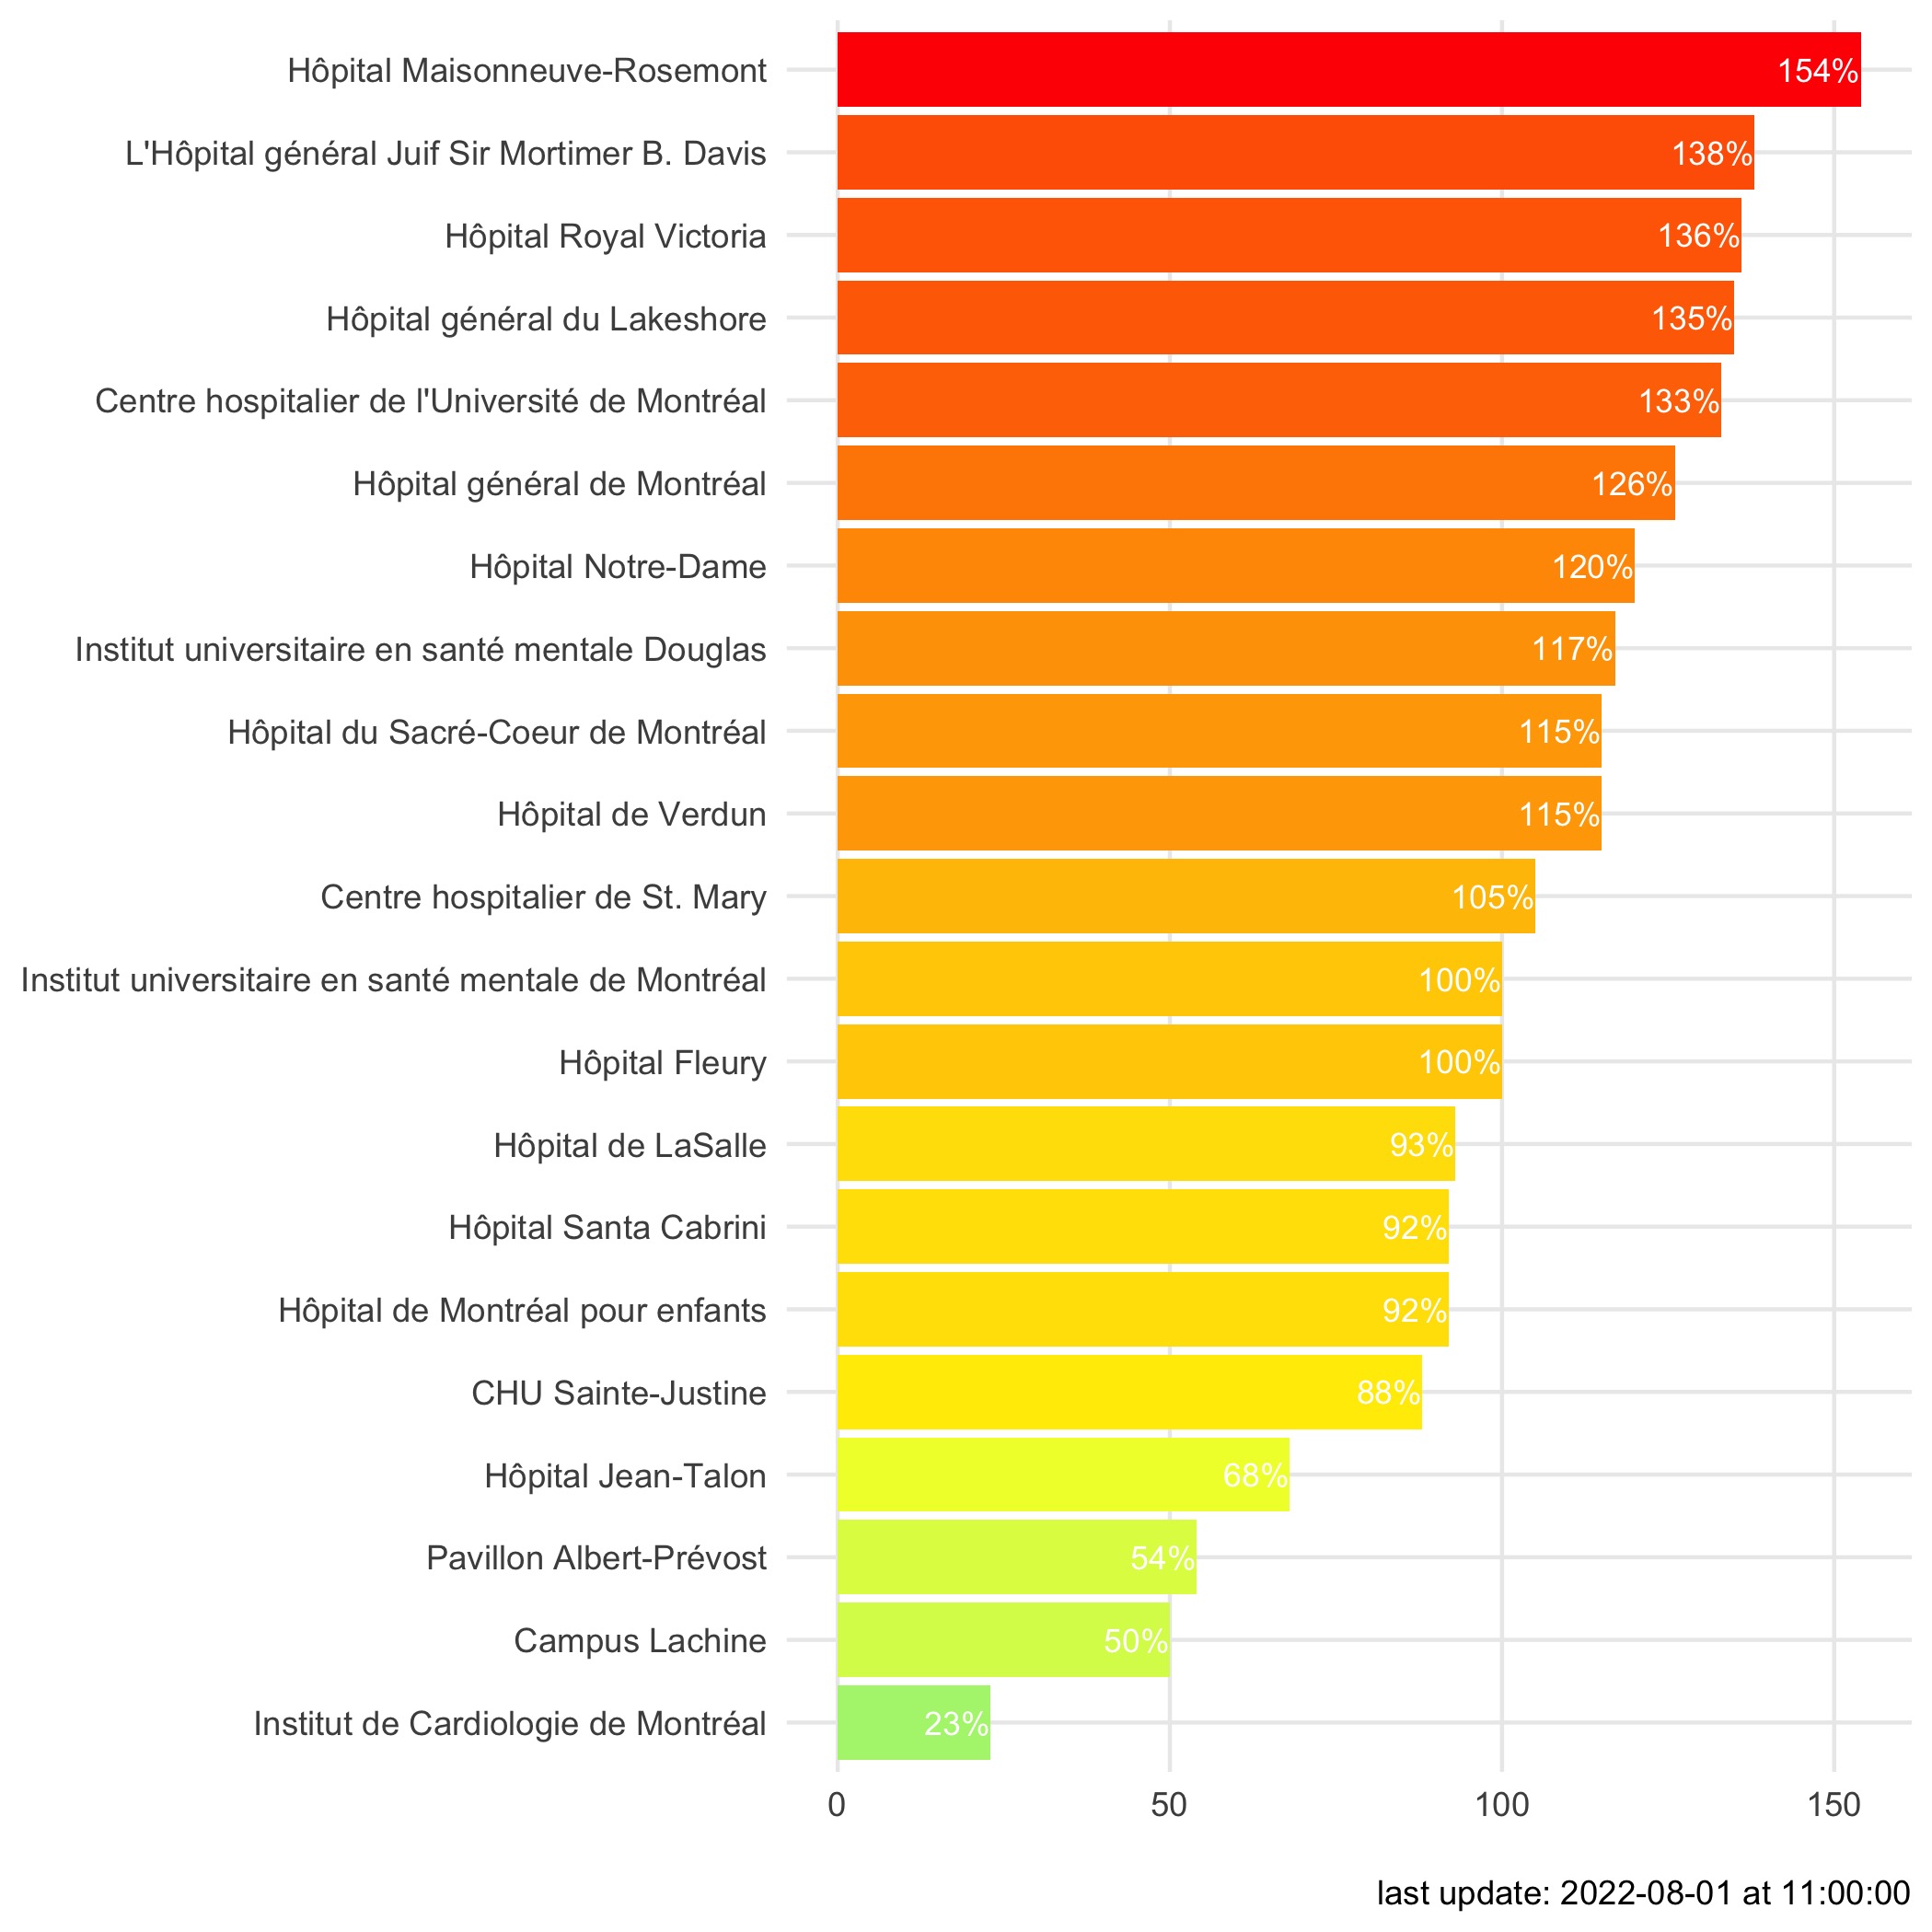 Hôpital Maisonneuve-Rosemont 154%
L'Hôpital général Juif Sir Mortimer B. Davis 138%
Hôpital Royal Victoria 136%
Hôpital général du Lakeshore 135%
Centre hospitalier de l'Université de Montréal 133%
Hôpital général de Montréal 126%
Hôpital Notre-Dame 120%
Institut universitaire en santé mentale Douglas 117%
Hôpital du Sacré-Coeur de Montréal 115%
Hôpital de Verdun 115%
Centre hospitalier de St. Mary 105%
Institut universitaire en santé mentale de Montréal 100%
Hôpital Fleury 100%
Hôpital de LaSalle 93%
Hôpital Santa Cabrini 92%
Hôpital de Montréal pour enfants 92%
CHU Sainte-Justine 88%
Hôpital Jean-Talon 68%
Pavillon Albert-Prévost 54%
Campus Lachine 50%
Institut de Cardiologie de Montréal 23%
0 50 100 150
last update: 2022-08-01 at 11:00:00